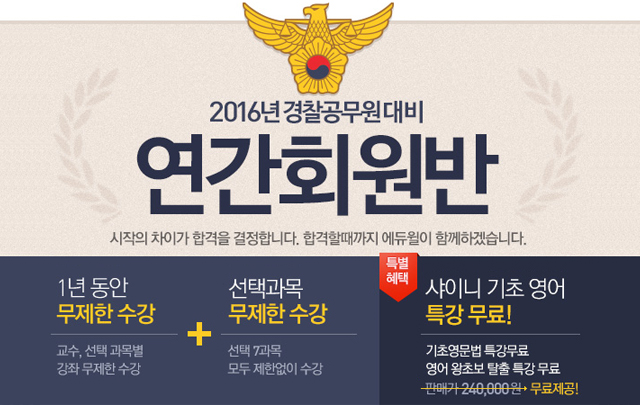 2016년 경찰공무원 대비
연간회원반
시작의 차이가 합격을 결정합니다. 합격할때까지 에듀윌이 함께하겠습니다.
1년 동안
무제한 수강
교수, 선택 과목별
강좌 무제한 수강
+
선택과목
무제한 수강
선택 7과목
모두 제한없이 수강
특별
혜택
샤이니 기초 영어
특강 무료!
기초영문법 특강무료
영어 왕초보 탈출 특강 무료
판매가 240,000원 → 무료제공!